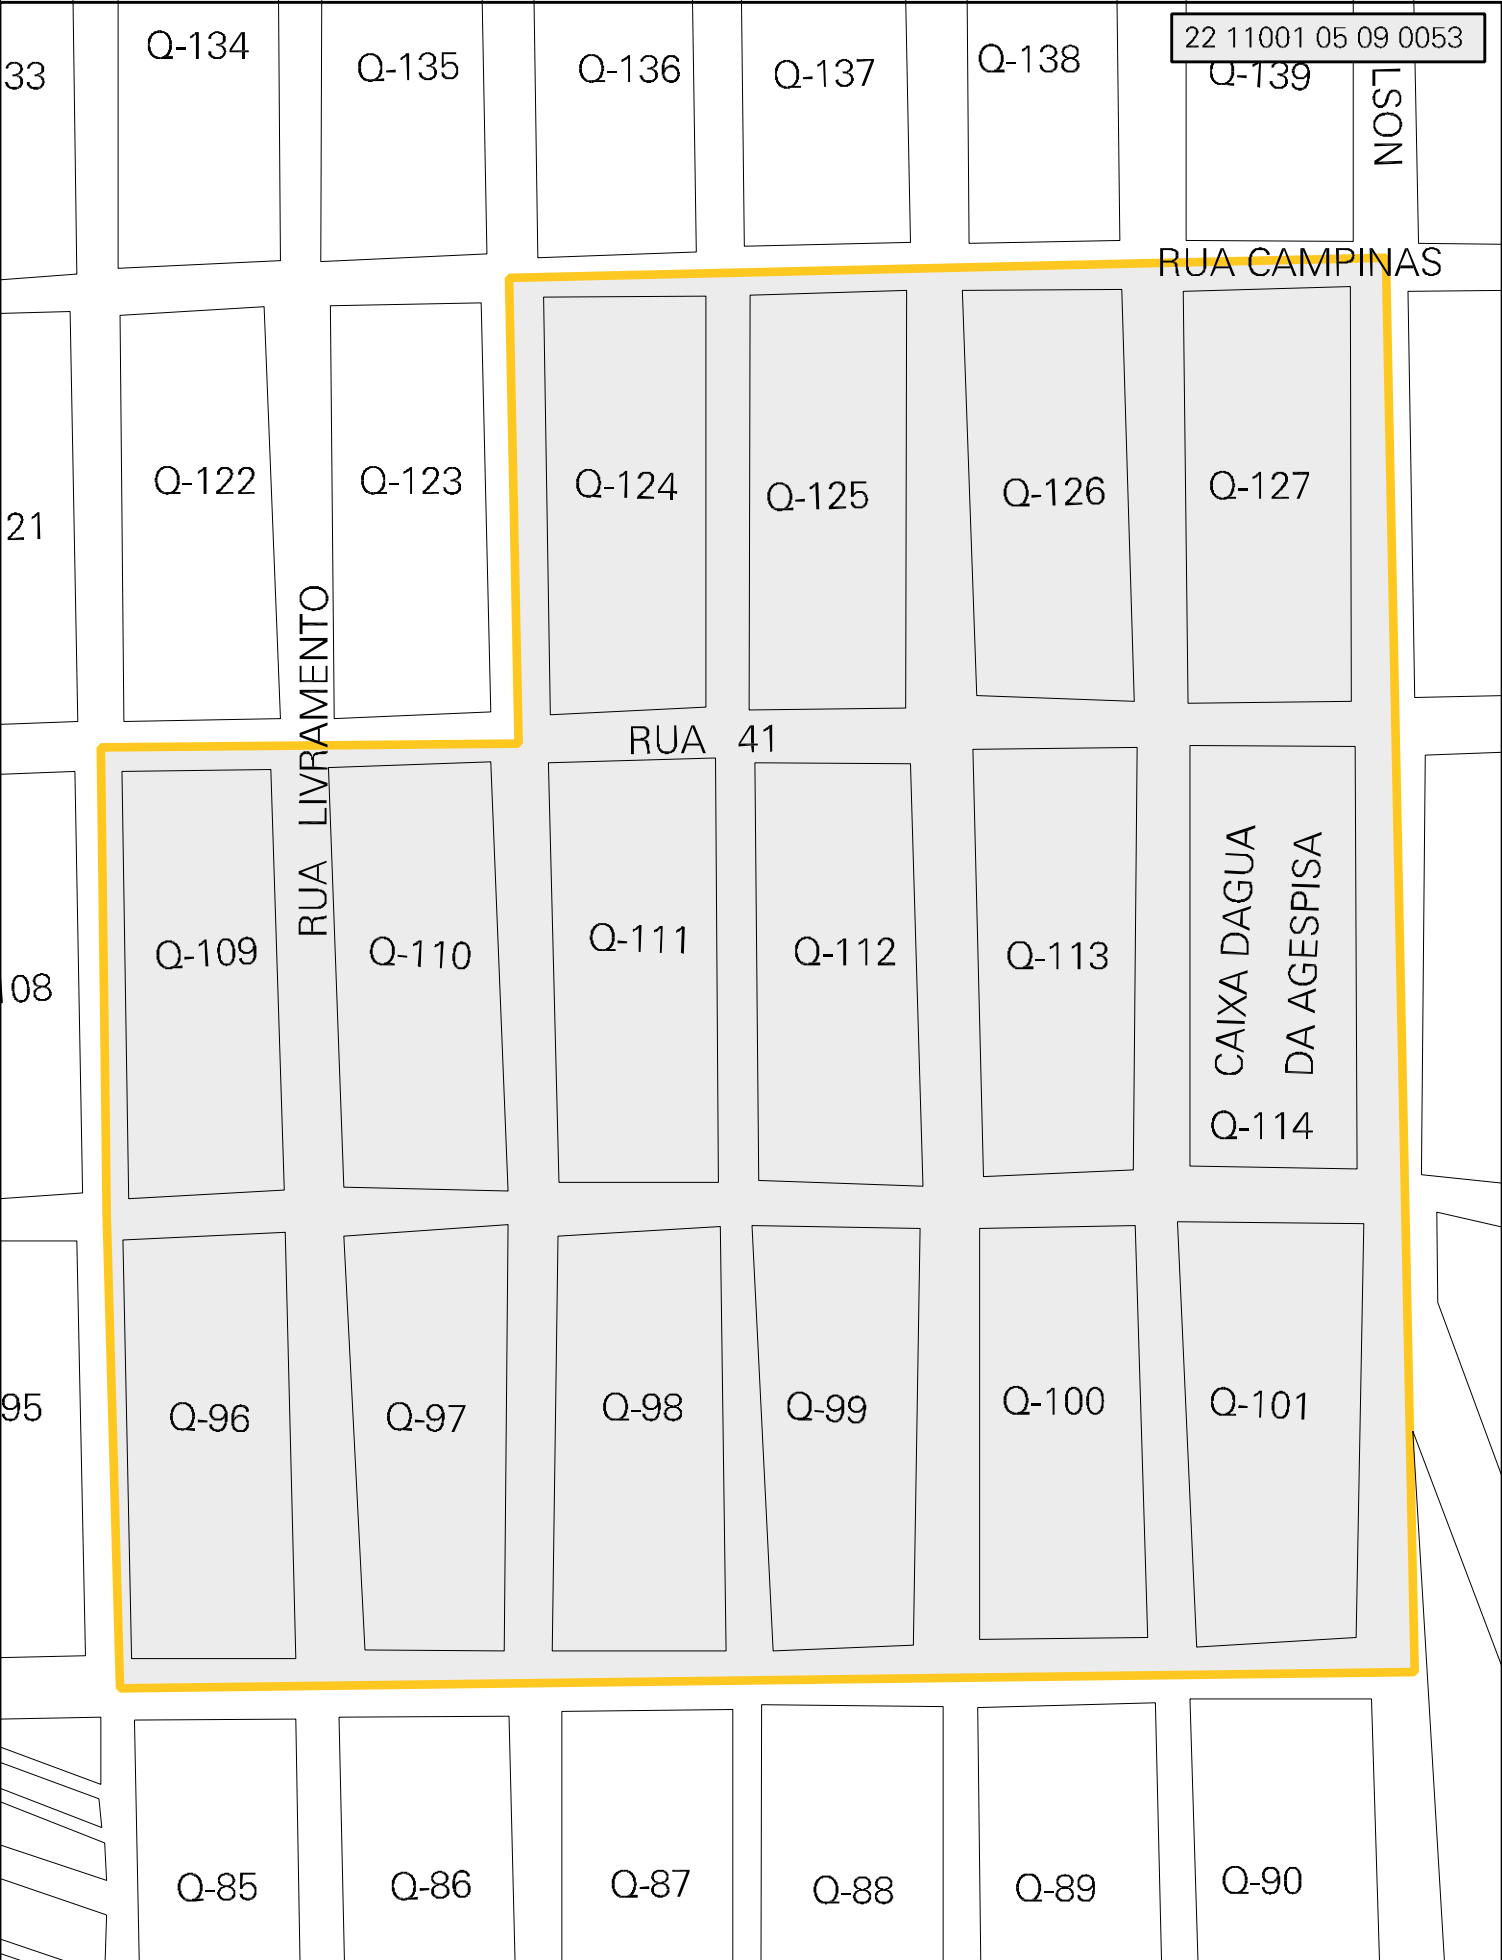 22 11001 05 09 0053
Q-134
Q-135
Q-136
Q-137
Q-138
Q-139
33
LSON
RUA CAMPINAS
Q-122
Q-123
Q-124
Q-125
Q-126
Q-127
21
RUA LIVRAMENTO
RUA 41
Q-109
Q-110
Q-111
Q-112
Q-113
CAIXA DAGUA
DA AGESPISA
Q-114
08
Q-96
Q-97
Q-98
Q-99
Q-100
Q-101
95
Q-85
Q-86
Q-87
Q-88
Q-89
Q-90